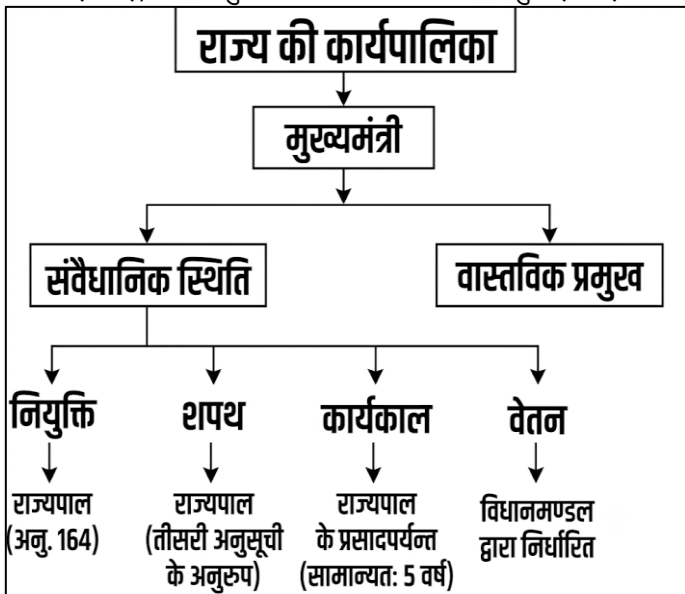 राज्य की कार्यपालिका
मुख्यमंत्री
संवैधानिक स्थिति
वास्तविक प्रमुख
नियुक्ति
शपथ
कार्यकाल
वेतन
राज्यपाल
(अनु. 164)
राज्यपाल
(तीसरी अनुसूची
के अनुरुप)
राज्यपाल
के प्रसादपर्यन्त
(सामान्यत: 5 वर्ष)
विधानमण्डल
द्वारा निर्धारित